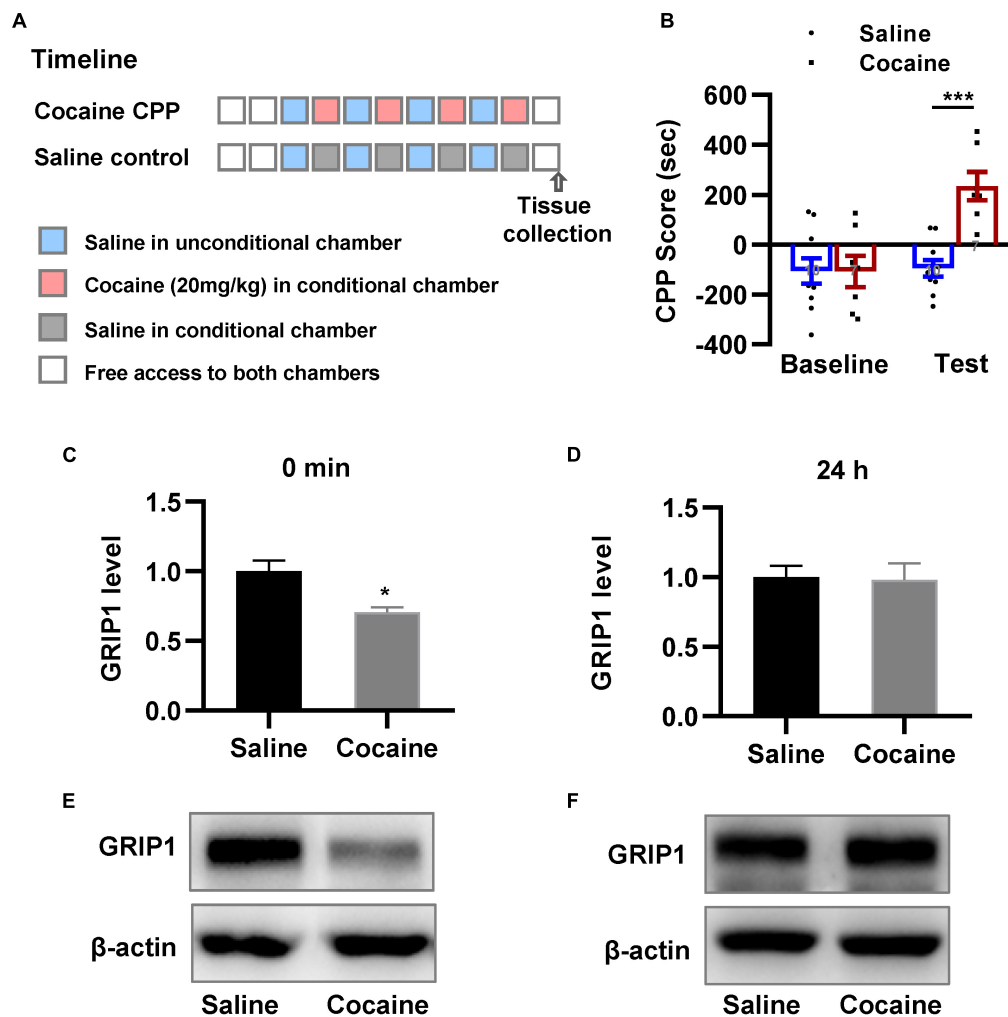 A
Timeline
Cocaine CPP
Saline control
Tissue
collection
Saline in unconditional chamber
Cocaine (20mg/kg) in conditional chamber
Saline in conditional chamber
Free access to both chambers
B
Saline
Cocaine
CPP Score (sec)
600
400
200
0
-200
-400
***
7
Baseline
Test
C
0 min
GRIP1 level
1.5
1.0
0.5
0.0
*
Saline
Cocaine
D
24 h
GRIP1 level
1.5
1.0
0.5
0.0
Saline
Cocaine
E
GRIP1
β-actin
Saline
Cocaine
F
GRIP1
β-actin
Saline
Cocaine